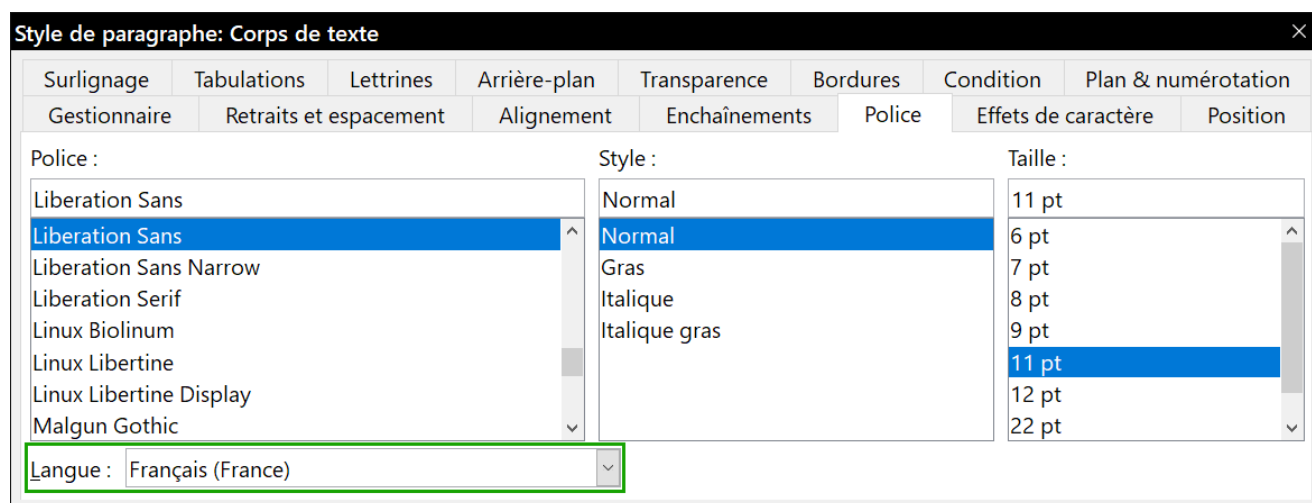 Style de paragraphe: Corps de texte
Surlignage Tabulations Lettrines Arrière-plan Transparence Bordures Condition Plan & numérotation
Gestionnaire Retraits et espacement Alignement Enchaînements Police Effets de caractère Position
Police : Style : Taille :
Liberation Sans Normal 11 pt
Liberation Sans Normal 6 pt
Liberation Sans Narrow Gras 7 pt
Liberation Serif Italique 8 pt
Linux Biolinum Italique gras 9 pt
Linux Libertine 11 pt
Linux Libertine Display 12 pt
Malgun Gothic 22 pt
Langue : Français (France)